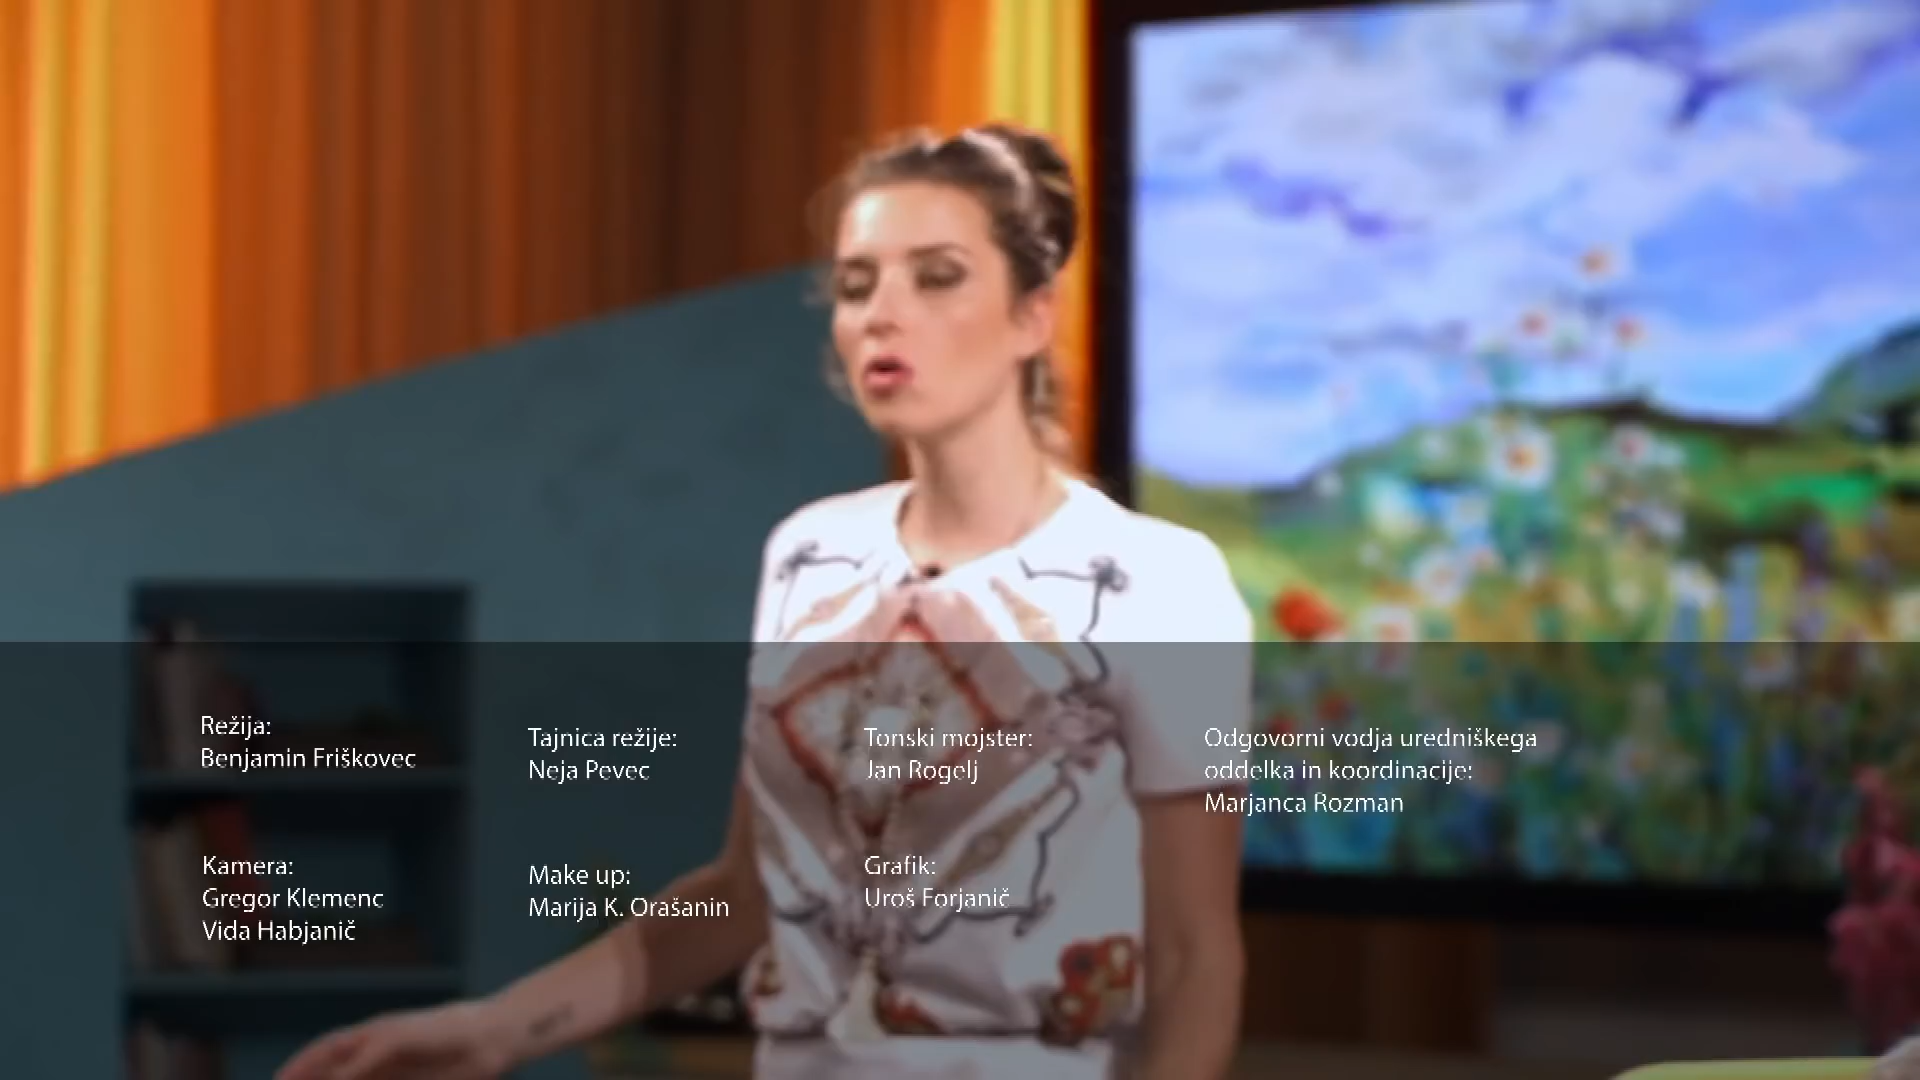 Režija:
Benjamin Friškovec
Kamera:
Gregor Klemenc
Vida Habjanič
Tajnica režije:
Neja Pevec
Make up:
Marija K. Orašanin
Tonski mojster:
Jan Rogelj
Grafik:
Uroš Forjanič
Odgovorni vodja uredniškega
oddelka in koordinacije:
Marjanca Rozman